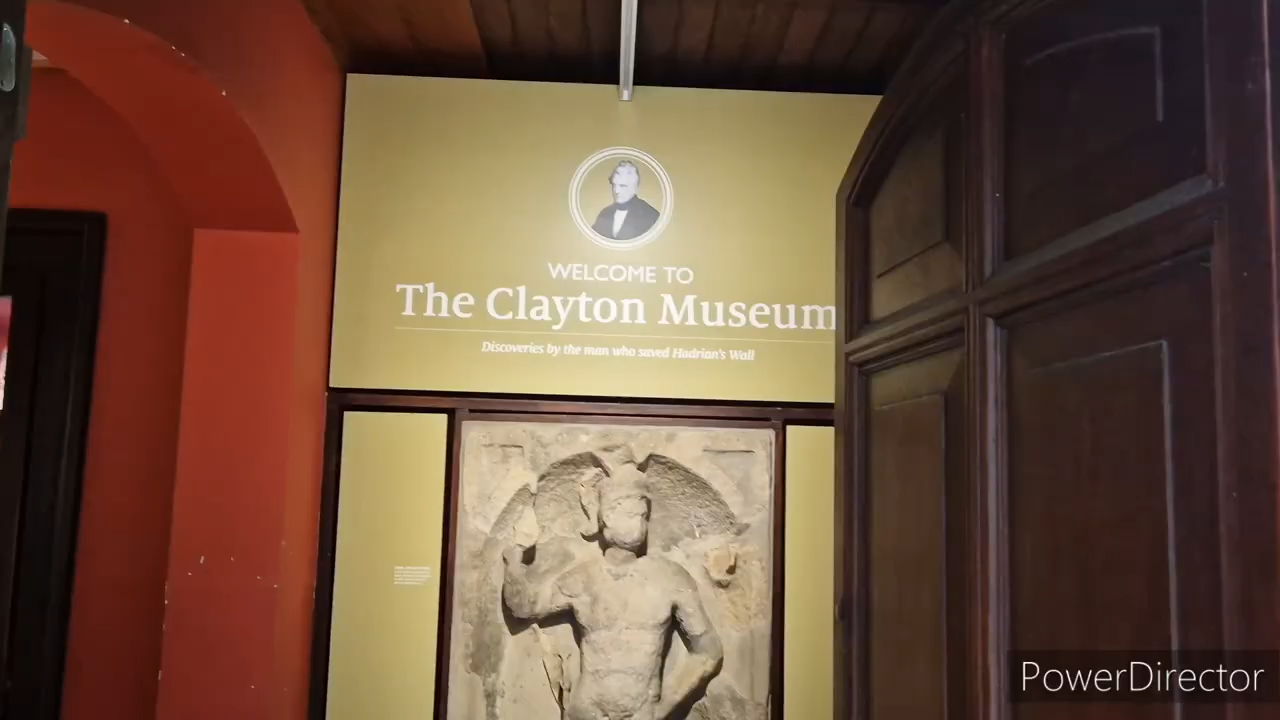 WELCOME TO
The Clayton Museum
Discoveries by the man who saved Hadrian's Wall
PowerDirector